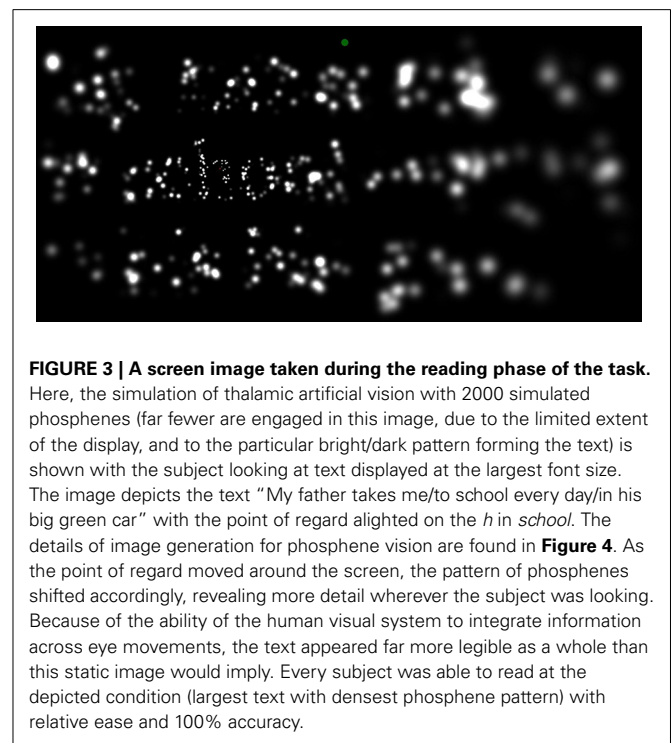 FIGURE 3 | A screen image taken during the reading phase of the task.
Here, the simulation of thalamic artificial vision with 2000 simulated
phosphenes (far fewer are engaged in this image, due to the limited extent
of the display, and to the particular bright/dark pattern forming the text) is
shown with the subject looking at text displayed at the largest font size.
The image depicts the text “My father takes me/to school every day/in his
big green car” with the point of regard alighted on the h in school. The
details of image generation for phosphene vision are found in Figure 4. As
the point of regard moved around the screen, the pattern of phosphenes
shifted accordingly, revealing more detail wherever the subject was looking.
Because of the ability of the human visual system to integrate information
across eye movements, the text appeared far more legible as a whole than
this static image would imply. Every subject was able to read at the
depicted condition (largest text with densest phosphene pattern) with
relative ease and 100% accuracy.